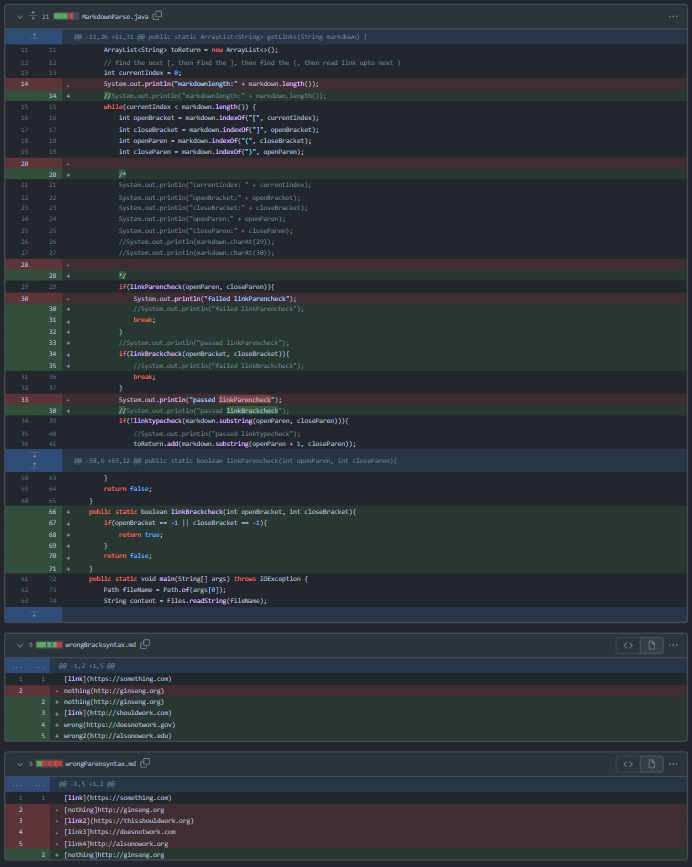 21 MarkdownParse.java
@@ -11,26 +11,31 @@ public static ArrayList<String> getLinks(String markdown) {
11 11 ArrayList<String> toReturn = new ArrayList<>();
12 12 // find the next [, then find the ], then find the (, then read link upto next )
13 13 int currentIndex = 0;
14 - System.out.println("markdownlength:" + markdown.length());
14 + //System.out.println("markdownlength:" + markdown.length());
15 15 while(currentIndex < markdown.length()) {
16 16 int openBracket = markdown.indexOf("[", currentIndex);
17 17 int closeBracket = markdown.indexOf("]", openBracket);
18 18 int openParen = markdown.indexOf("(", closeBracket);
19 19 int closeParen = markdown.indexOf(")", openParen);
20 -
20 + /*
21 21 System.out.println("currentIndex: " + currentIndex);
22 22 System.out.println("openBracket:" + openBracket);
23 23 System.out.println("closeBracket:" + closeBracket);
24 24 System.out.println("openParen:" + openParen);
25 25 System.out.println("closeParen:" + closeParen);
26 26 //System.out.println(markdown.charAt(29));
27 27 //System.out.println(markdown.charAt(30));
28 -
28 + */
29 29 if(linkParencheck(openParen, closeParen)){
30 - System.out.println("failed linkParencheck");
30 + //System.out.println("failed linkParencheck");
31 + break;
32 + }
33 + //System.out.println("passed linkParencheck");
34 + if(linkBrackcheck(openBracket, closeBracket)){
35 + //System.out.println("failed linkBrackcheck");
31 36 break;
32 37 }
33 - System.out.println("passed linkParencheck");
38 + //System.out.println("passed linkBrackcheck");
34 39 if(!linktypecheck(markdown.substring(openParen, closeParen))){
35 40 //System.out.println("passed linktypecheck");
36 41 toReturn.add(markdown.substring(openParen + 1, closeParen));
@@ -58,6 +63,12 @@ public static boolean linkParencheck(int openParen, int closeParen){
58 63 }
59 64 return false;
60 65 }
66 + public static boolean linkBrackcheck(int openBracket, int closeBracket){
67 + if(openBracket == -1 || closeBracket == -1){
68 + return true;
69 + }
70 + return false;
71 + }
61 72 public static void main(String[] args) throws IOException {
62 73 Path fileName = Path.of(args[0]);
63 74 String content = Files.readString(fileName);
5 wrongBracksyntax.md
@@ -1,2 +1,5 @@
1 1 [link](https://something.com)
2 - nothing(http://ginseng.org)
2 + nothing(http://ginseng.org)
3 + [link](http://shouldwork.com)
4 + wrong(https://doesnotwork.gov)
5 + wrong2(http://alsonowork.edu)
5 wrongParensyntax.md
@@ -1,5 +1,2 @@
1 1 [link](https://something.com)
2 - [nothing]http://ginseng.org
3 - [link2](https://thisshouldwork.org)
4 - [link3]https://doesnotwork.com
5 - [link4]http://alsonowork.org
2 + [nothing]http://ginseng.org